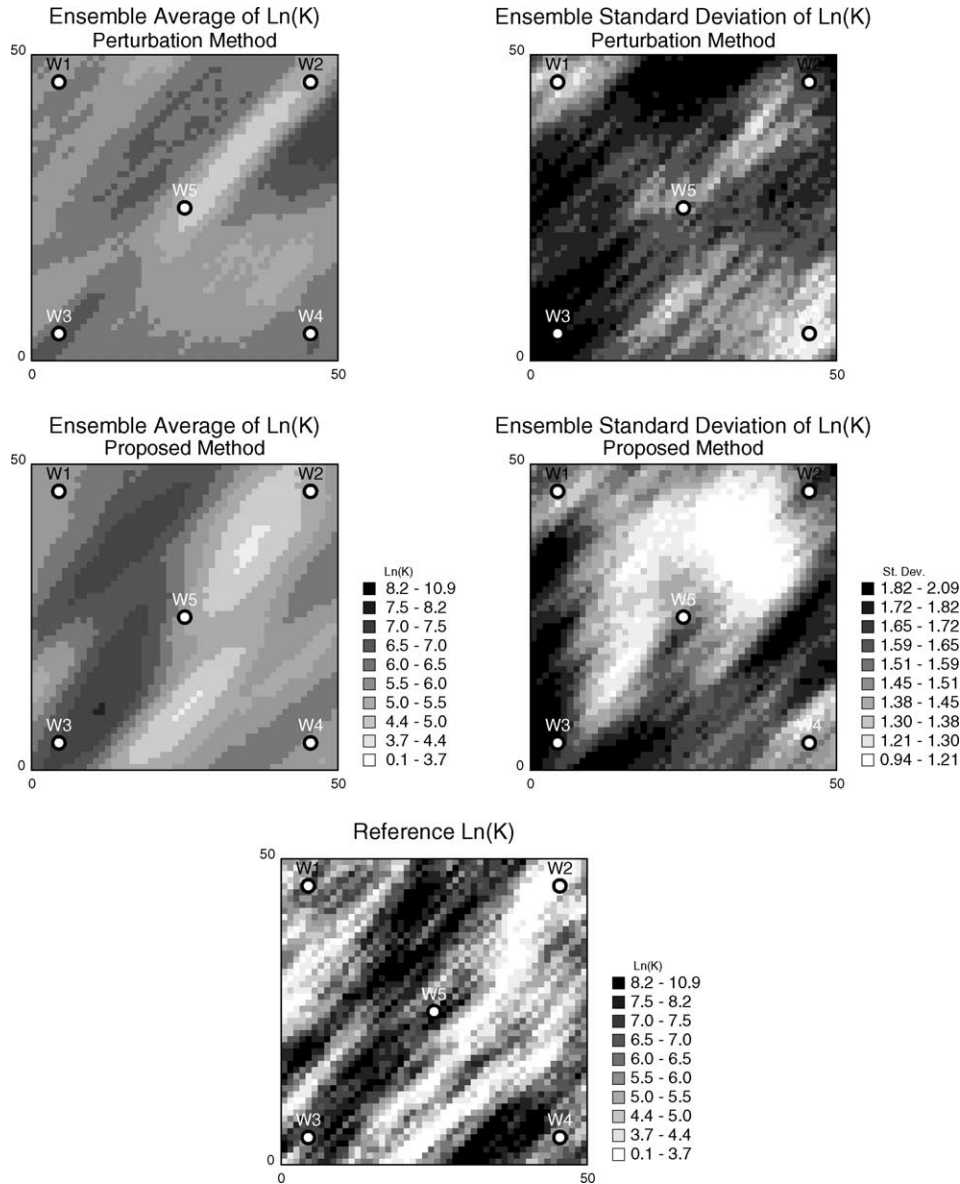 Ensemble Average of Ln(K)
Perturbation Method
50
W1
W2
W5
W3
W4
0
0
50
Ensemble Standard Deviation of Ln(K)
Perturbation Method
50
W1
W2
W5
W3
0
0
50
Ensemble Average of Ln(K)
Proposed Method
50
W1
W2
W5
W3
W4
0
0
50
Ln(K)
8.2 - 10.9
7.5 - 8.2
7.0 - 7.5
6.5 - 7.0
6.0 - 6.5
5.5 - 6.0
5.0 - 5.5
4.4 - 5.0
3.7 - 4.4
0.1 - 3.7
Ensemble Standard Deviation of Ln(K)
Proposed Method
50
W1
W2
W5
W3
W4
0
0
50
St. Dev.
1.82 - 2.09
1.72 - 1.82
1.65 - 1.72
1.59 - 1.65
1.51 - 1.59
1.45 - 1.51
1.38 - 1.45
1.30 - 1.38
1.21 - 1.30
0.94 - 1.21
Reference Ln(K)
50
W1
W2
W5
W3
W4
0
0
50
Ln(K)
8.2 - 10.9
7.5 - 8.2
7.0 - 7.5
6.5 - 7.0
6.0 - 6.5
5.5 - 6.0
5.0 - 5.5
4.4 - 5.0
3.7 - 4.4
0.1 - 3.7